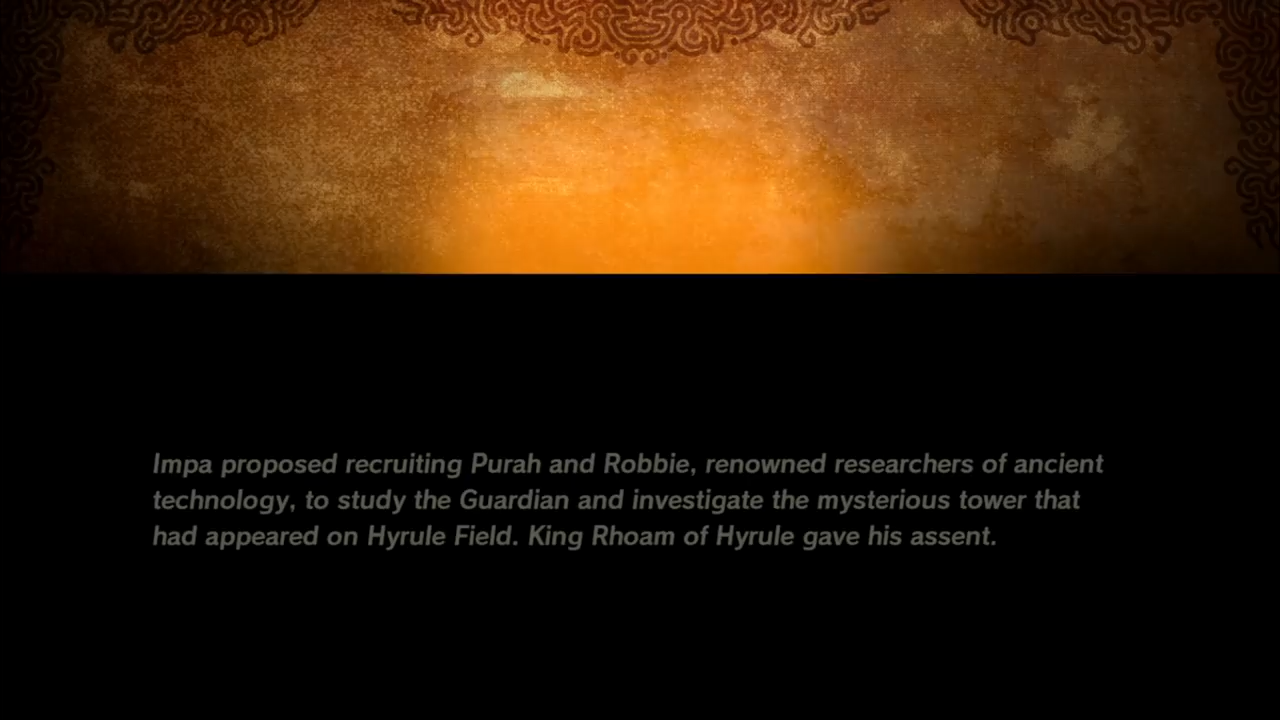 Impa proposed recruiting Purah and Robbie, renowned researchers of ancient
technology, to study the Guardian and investigate the mysterious tower that
had appeared on Hyrule Field. King Rhoam of Hyrule gave his assent.